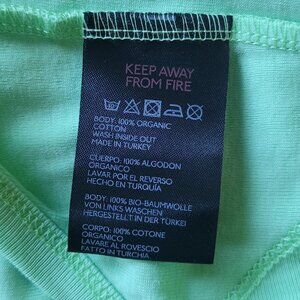 KEEP AWAY
FROM FIRE
BODY: 100% ORGANIC
COTTON
WASH INSIDE OUT
MADE IN TURKEY
CUERPO: 100% ALGODON
ORGANICO
LAVAR POR EL REVERSO
HECHO EN TURQUÍA
BODY: 100% BIO-BAUMWOLLE
VON LINKS WASCHEN
HERGESTELLT IN DER TÜRKEI
CORPO: 100% COTONE
ORGANICO
LAVARE AL ROVESCIO
FATTO IN TURCHIA